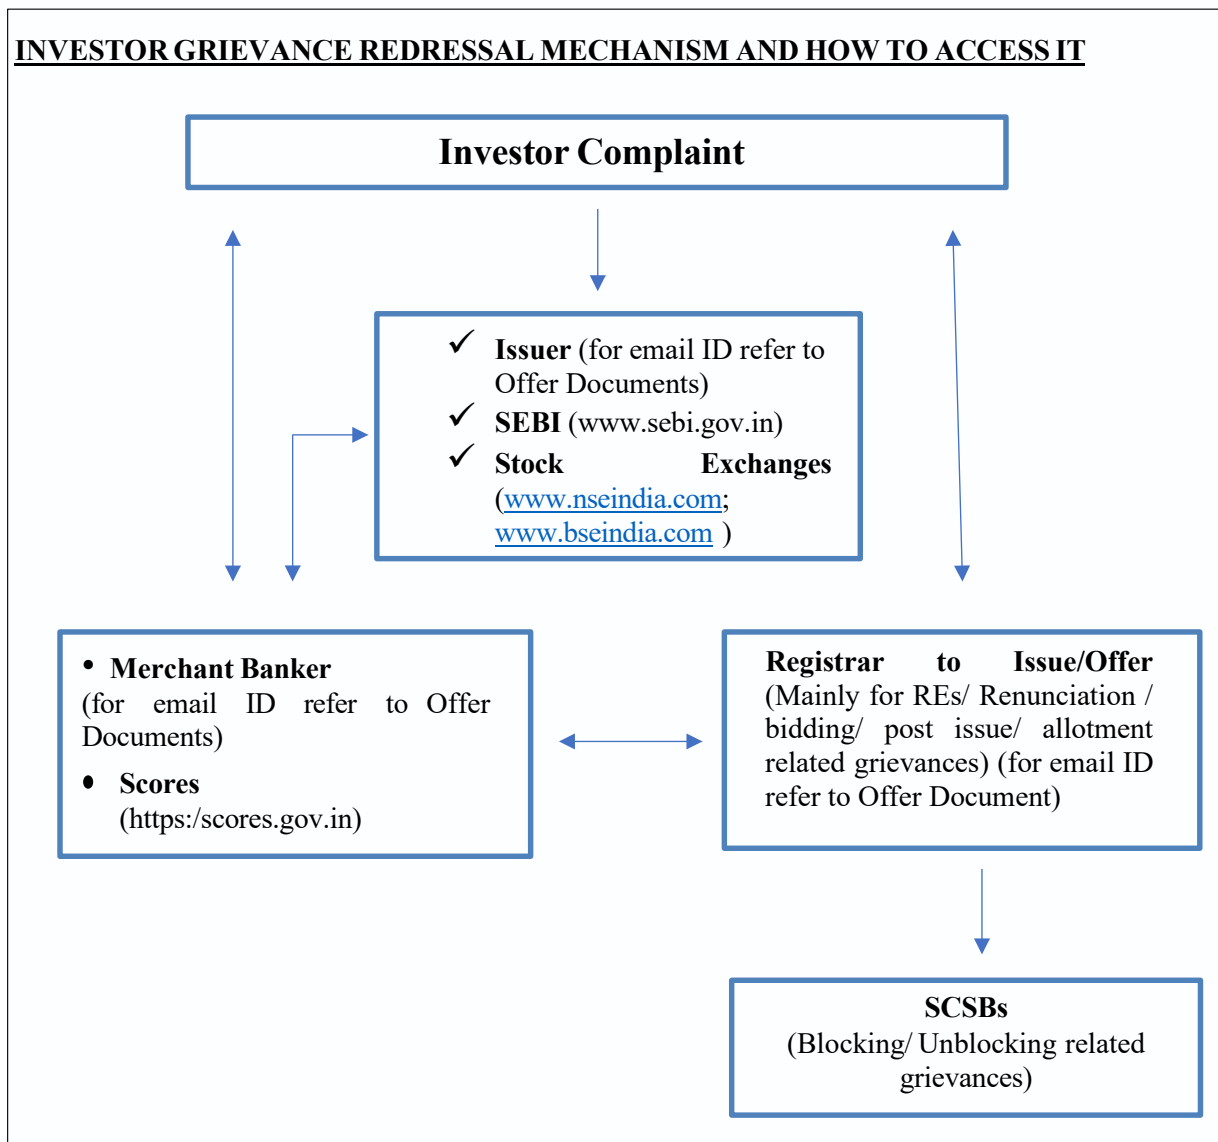 INVESTOR GRIEVANCE REDRESSAL MECHANISM AND HOW TO ACCESS IT
Investor Complaint
✓ Issuer (for email ID refer to
Offer Documents)
✓ SEBI (www.sebi.gov.in)
✓ Stock Exchanges
(www.nseindia.com;
www.bseindia.com )
• Merchant Banker
(for email ID refer to Offer
Documents)
• Scores
(https:/scores.gov.in)
Registrar to Issue/Offer
(Mainly for REs/ Renunciation /
bidding/ post issue/ allotment
related grievances) (for email ID
refer to Offer Document)
SCSBs
(Blocking/ Unblocking related
grievances)